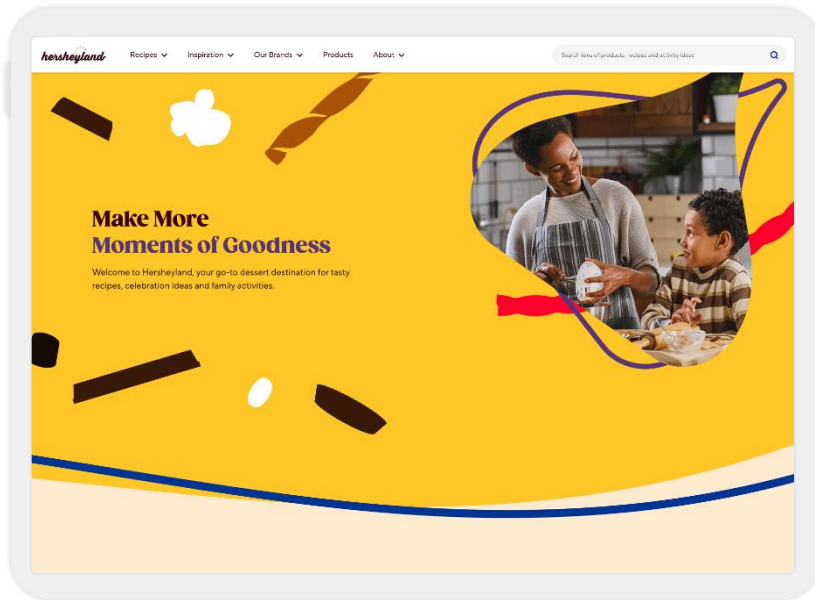 hersheyland Recipes Inspiration Our Brands Products About Search tons of products, recipes and activity ideas
Make More
Moments of Goodness
Welcome to Hersheyland, your go-to dessert destination for tasty
recipes, celebration ideas and family activities.